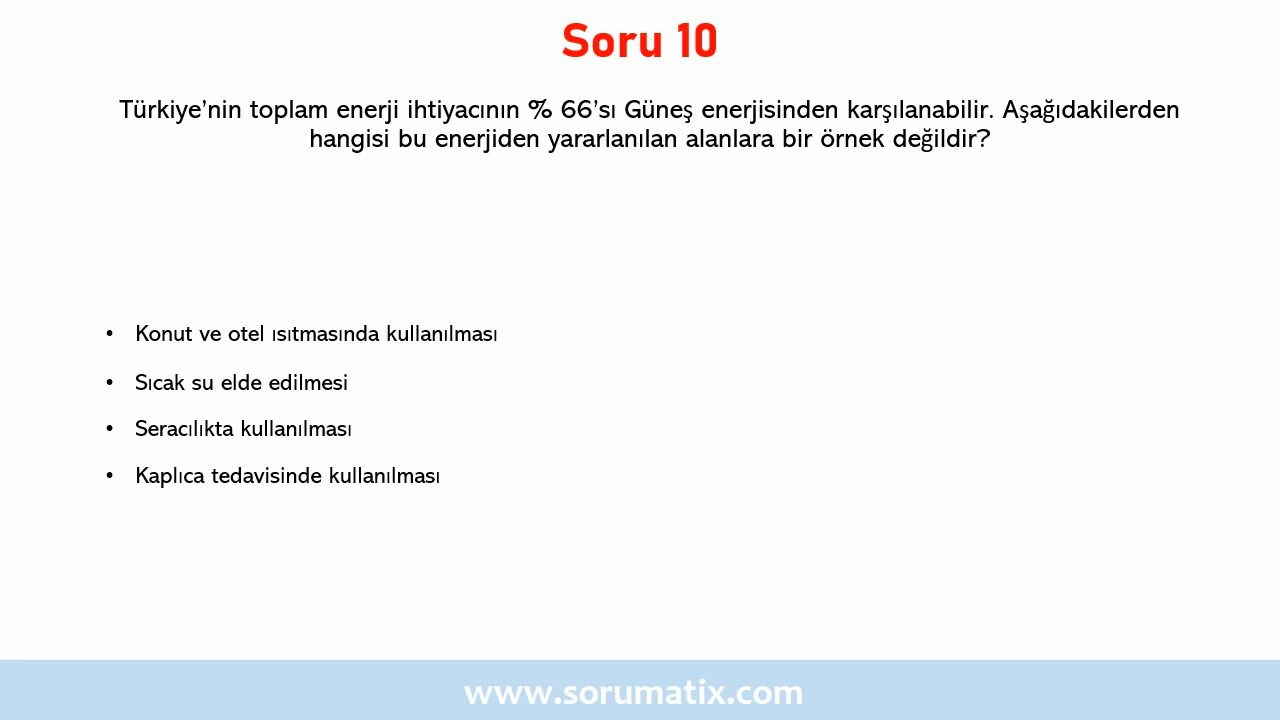 Soru 10
Türkiye’nin toplam enerji ihtiyacının % 66’sı Güneş enerjisinden karşılanabilir. Aşağıdakilerden
hangisi bu enerjiden yararlanılan alanlara bir örnek değildir?
• Konut ve otel ısıtmasında kullanılması
• Sıcak su elde edilmesi
• Seracılıkta kullanılması
• Kaplıca tedavisinde kullanılması
www.sorumatix.com